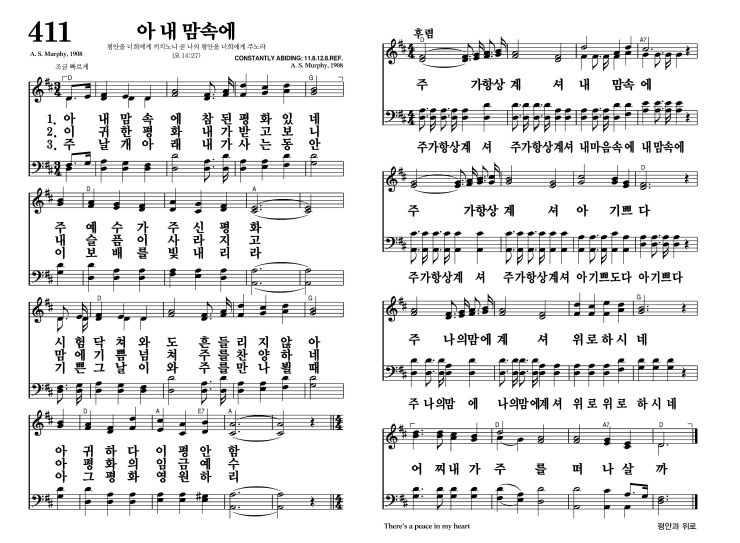 411
아 내 맘속에
평안을 너희에게 끼치노니 곧 나의 평안을 너희에게 주노라
(요 14:27)
A. S. Murphy, 1908
CONSTANTLY ABIDING: 11.8.12.8.REF.
A. S. Murphy, 1908
조금 빠르게
D G
1. 아 내 맘 속 에 참 된 평 화 있 네
2. 이 귀 한 평 화 내 가 받 고 보 니
3. 주 날 개 아 래 내 가 사 는 동 안
D A
주 예 수 가 주 신 평 화
내 슬 픔 이 사 라 지 고
이 보 배 를 빛 내 리 라
D G
시 험 닥 쳐 와 도 흔 들 리 지 않 아
맘 에 기 쁨 넘 쳐 주 를 찬 양 하 네
기 쁜 그 날 이 와 주 를 만 나 뵐 때
D A E7 A
아 귀 하 다 이 평 안 함
아 평 화 의 임 금 예 수
아 그 평 화 영 원 하 리
후렴
D A7
주 가항상 계 셔 내 맘속 에
주가항상계 셔 주가항상계셔 내마음속에 내맘속에
D
주 가항상 계 셔 아 기쁘 다
주가항상계 셔 주가항상계셔 아기쁘도다 아기쁘다
G
주 나의맘에 계 셔 위 로 하 시 네
주 나의맘 에 나의맘에계셔 위 로 위 로 하 시 네
D A7 D
어 찌내 가 주 를 떠 나 살 까
There's a peace in my heart
평안과 위로